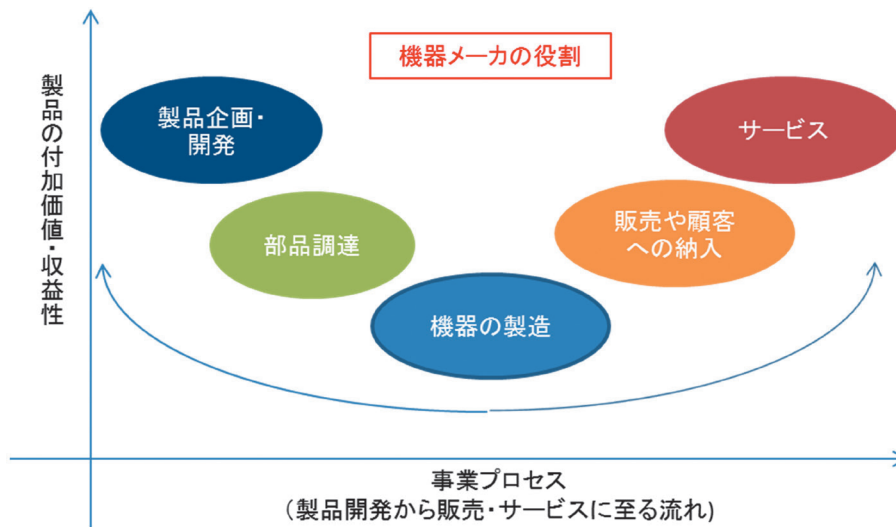 機器メーカの役割
製品の付加価値・収益性
製品企画・
開発
サービス
部品調達
販売や顧客
への納入
機器の製造
事業プロセス
（製品開発から販売・サービスに至る流れ）